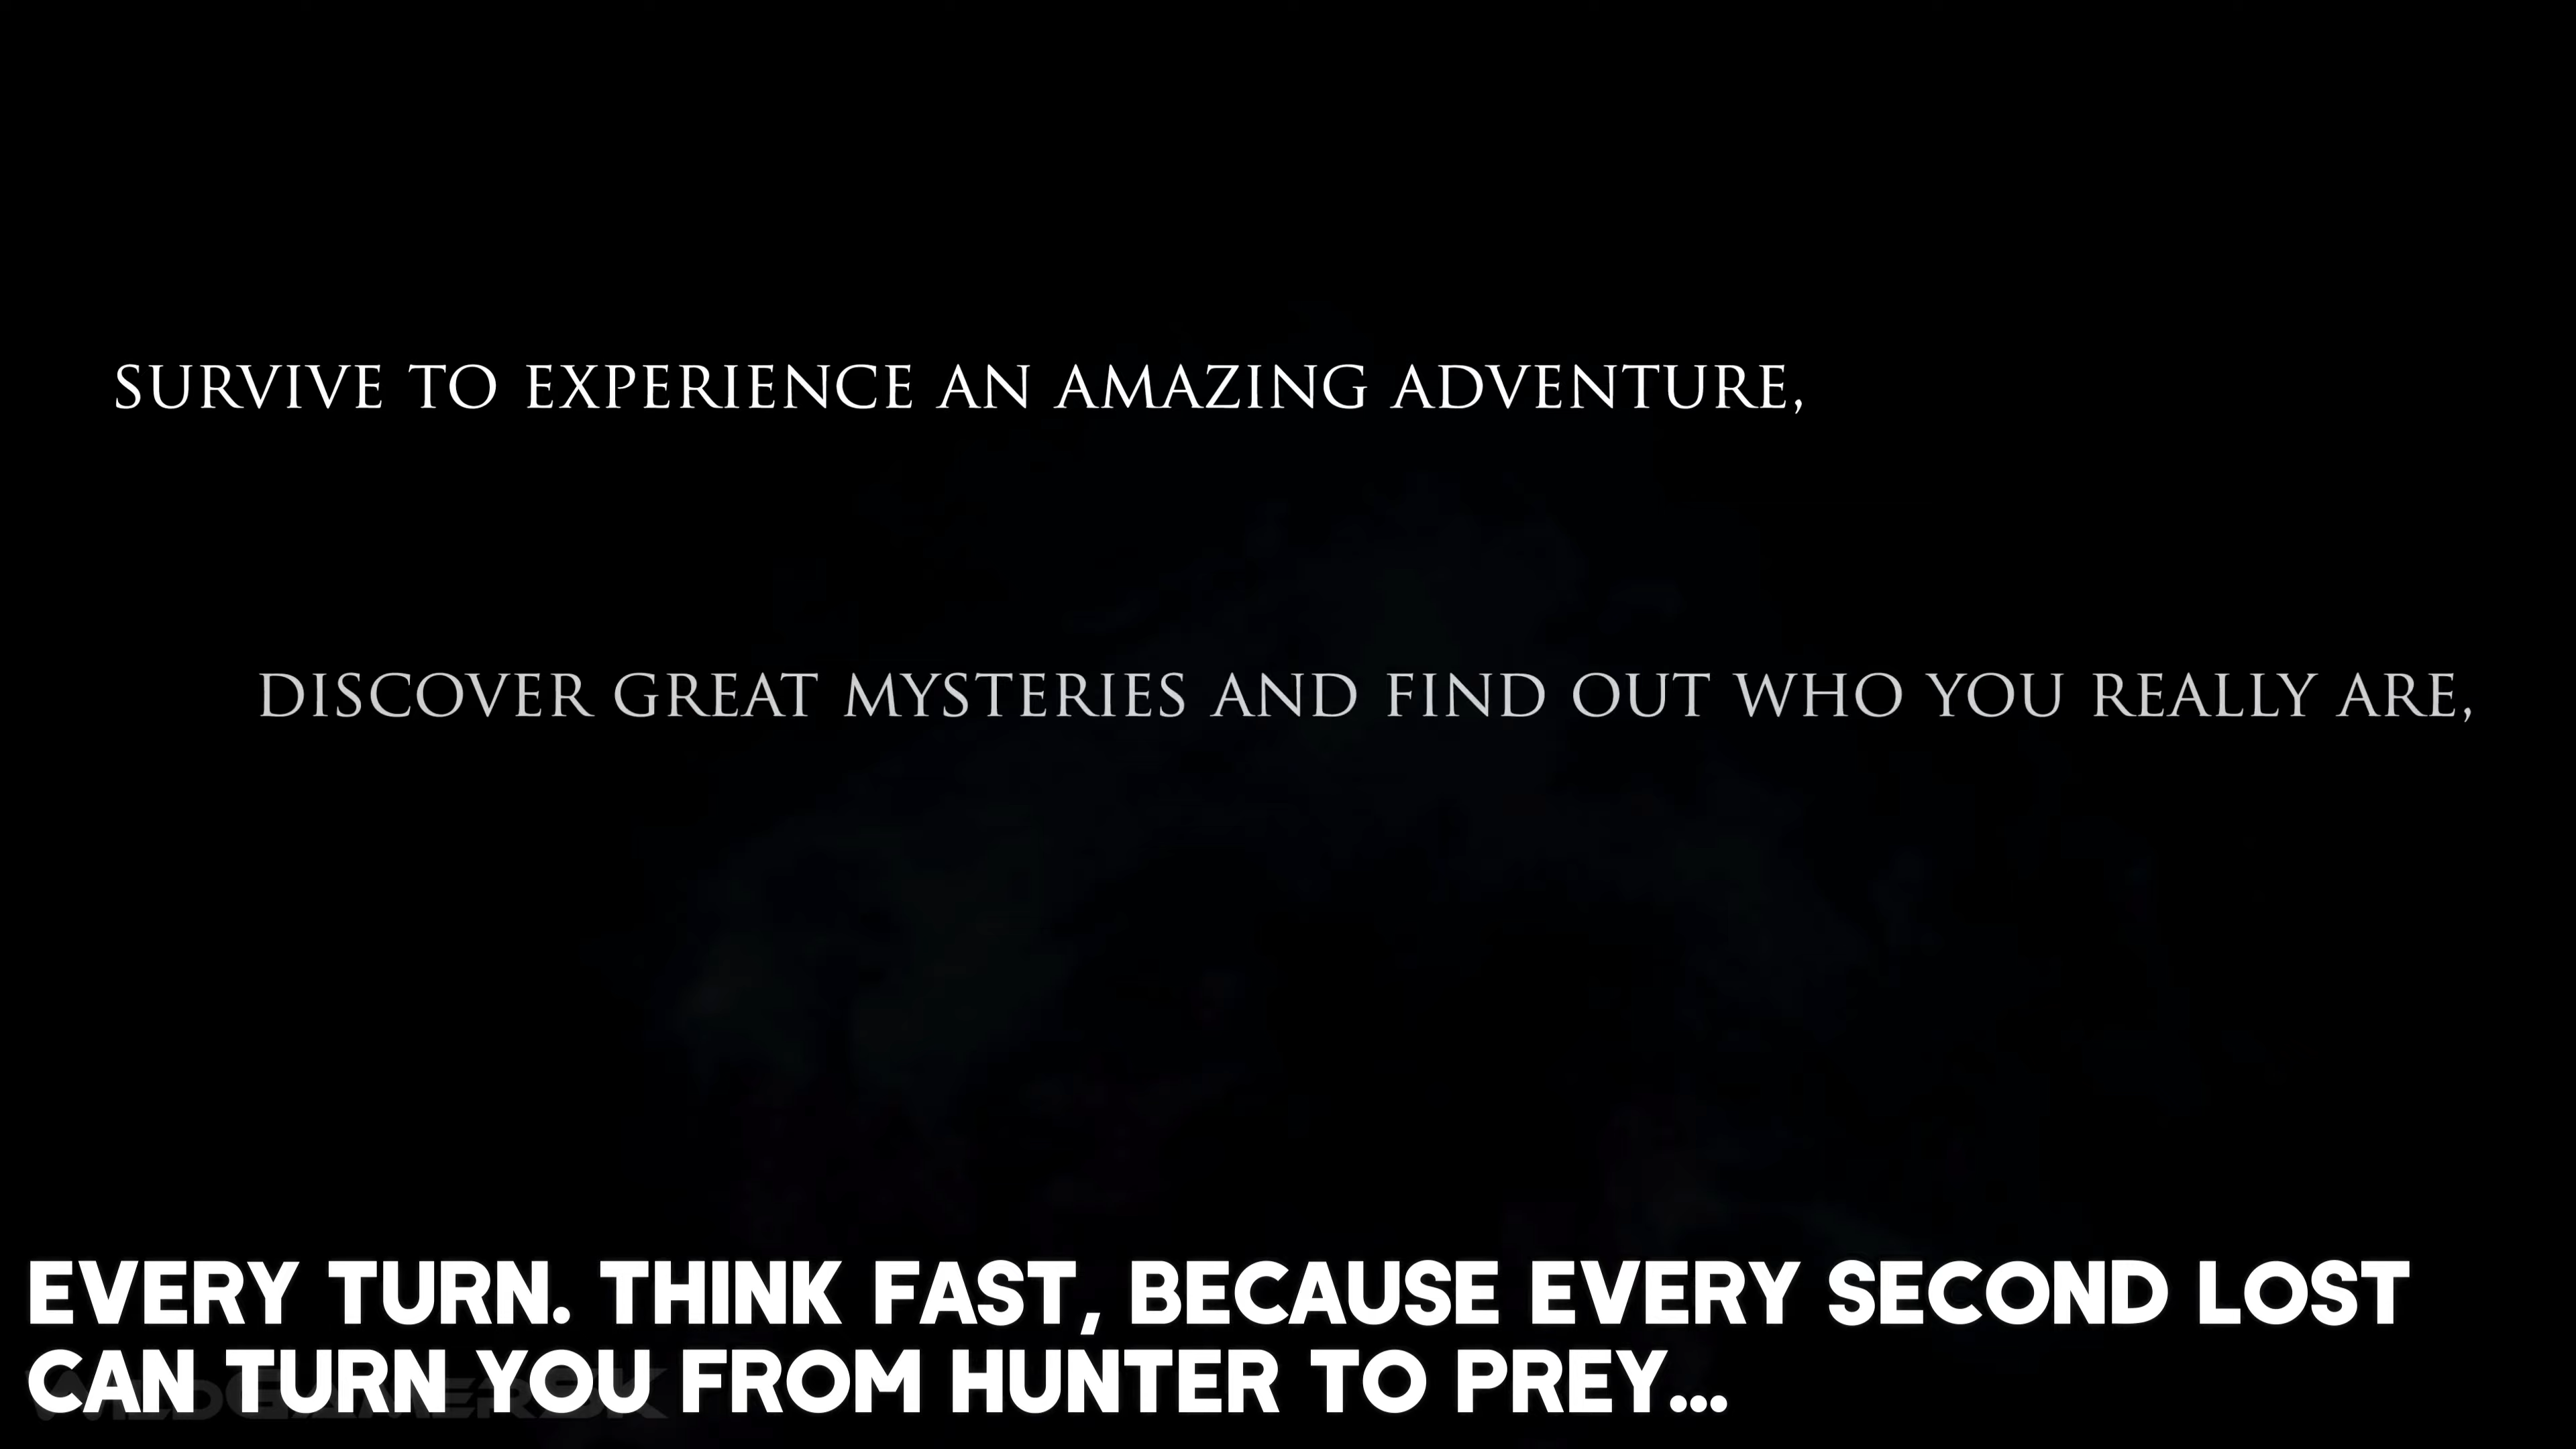 SURVIVE TO EXPERIENCE AN AMAZING ADVENTURE,
DISCOVER GREAT MYSTERIES AND FIND OUT WHO YOU REALLY ARE,
EVERY TURN. THINK FAST, BECAUSE EVERY SECOND LOST
CAN TURN YOU FROM HUNTER TO PREY...
WildGamerSK